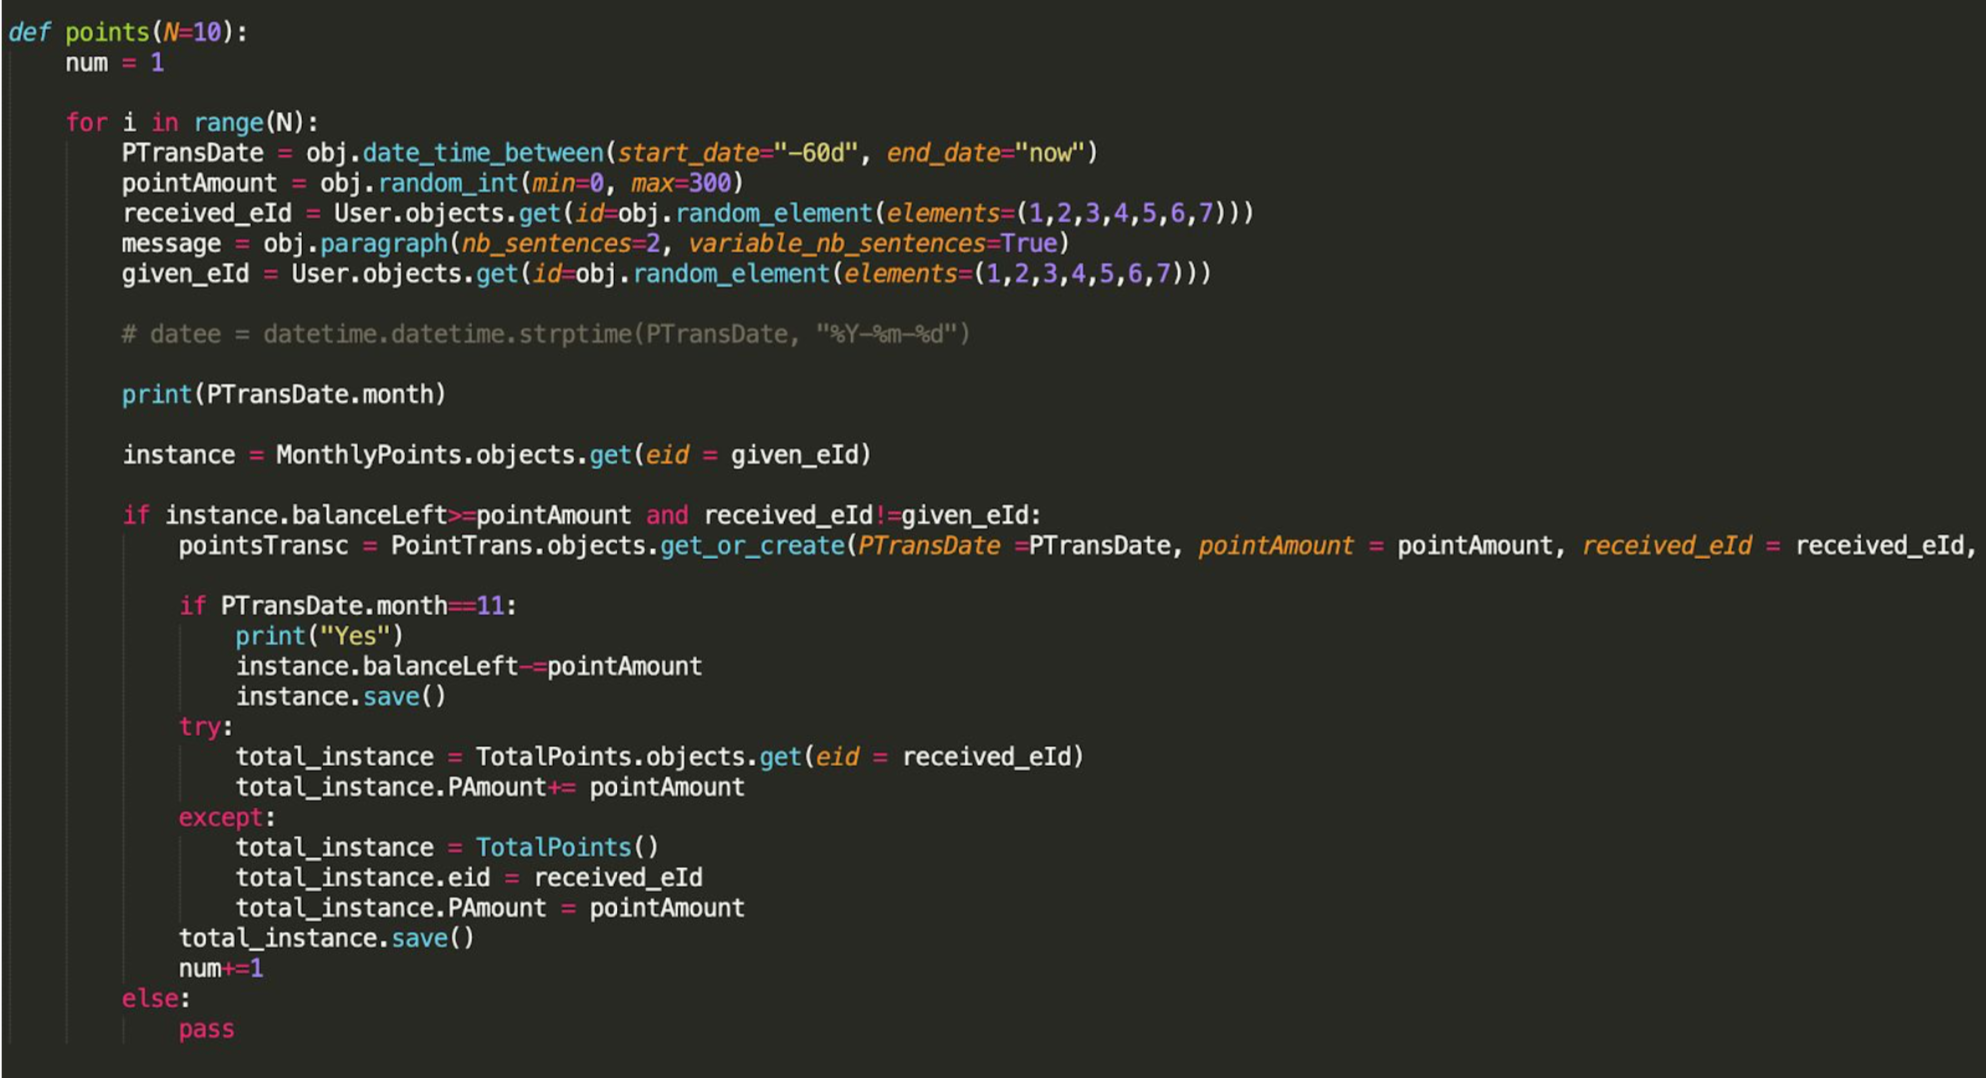 def points(N=10):
    num = 1

    for i in range(N):
        PTransDate = obj.date_time_between(start_date="-60d", end_date="now")
        pointAmount = obj.random_int(min=0, max=300)
        received_eId = User.objects.get(id=obj.random_element(elements=(1,2,3,4,5,6,7)))
        message = obj.paragraph(nb_sentences=2, variable_nb_sentences=True)
        given_eId = User.objects.get(id=obj.random_element(elements=(1,2,3,4,5,6,7)))

        # datee = datetime.datetime.strptime(PTransDate, "%Y-%m-%d")

        print(PTransDate.month)

        instance = MonthlyPoints.objects.get(eid = given_eId)

        if instance.balanceLeft>=pointAmount and received_eId!=given_eId:
            pointsTransc = PointTrans.objects.get_or_create(PTransDate =PTransDate, pointAmount = pointAmount, received_eId = received_eId,

            if PTransDate.month==11:
                print("Yes")
                instance.balanceLeft-=pointAmount
                instance.save()
            try:
                total_instance = TotalPoints.objects.get(eid = received_eId)
                total_instance.PAmount+= pointAmount
            except:
                total_instance = TotalPoints()
                total_instance.eid = received_eId
                total_instance.PAmount = pointAmount
            total_instance.save()
            num+=1
        else:
            pass